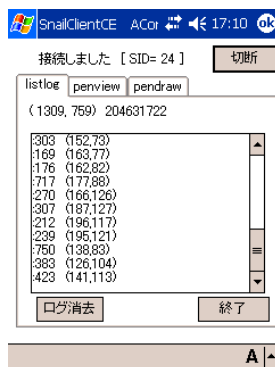 SnailClientCE ACor 17:10 ok
接続しました [ SID= 24 ] 切断
listlog penview pendraw
(1309, 759) 204631722
:303 (152,73)
:169 (163,77)
:176 (162,82)
:717 (177,88)
:270 (166,126)
:307 (187,127)
:212 (196,117)
:239 (195,121)
:750 (138,83)
:383 (126,104)
:423 (141,113)
ログ消去 終了
A